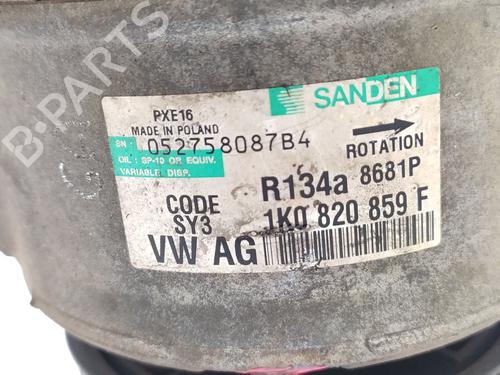 SANDEN
PXE16
MADE IN POLAND
SN : 052758087B4
OIL : SP-10 OR EQUIV.
VARIABLE DISP.
ROTATION
CODE
SY3
R134a 8681P
1K0 820 859 F
VW AG
B-PARTS